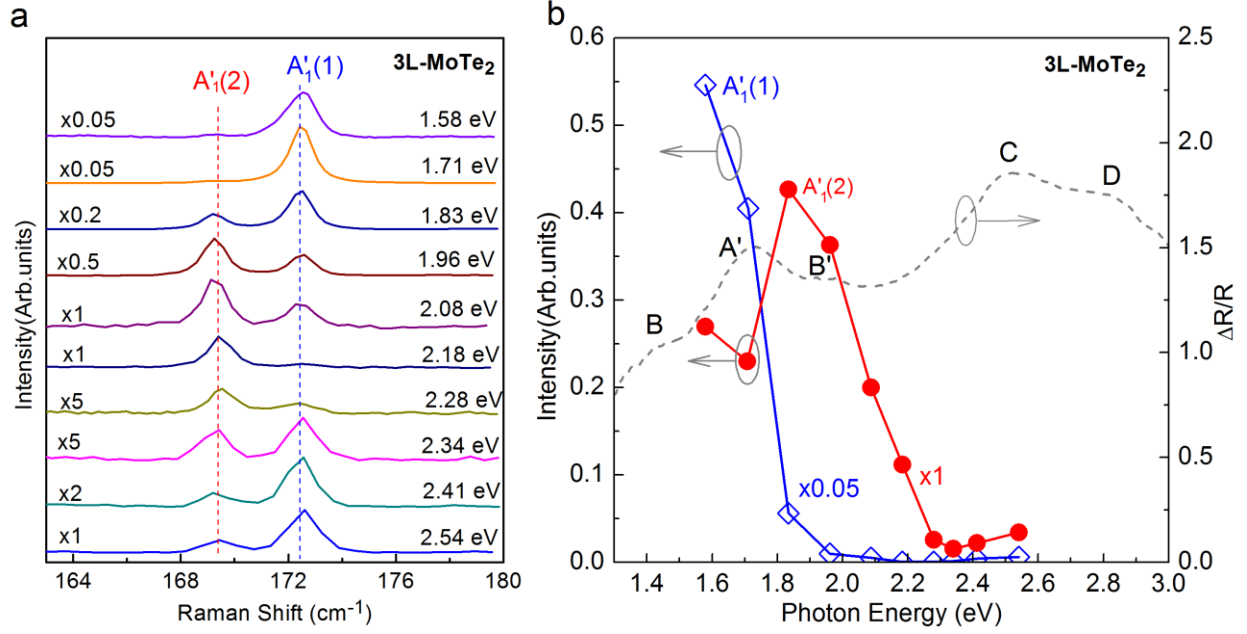 a
3L-MoTe₂
A'₁(2)
A'₁(1)
x0.05
1.58 eV
x0.05
1.71 eV
x0.2
1.83 eV
x0.5
1.96 eV
x1
2.08 eV
x1
2.18 eV
x5
2.28 eV
x5
2.34 eV
x2
2.41 eV
x1
2.54 eV
Intensity(Arb.units)
164
168
172
176
180
Raman Shift (cm⁻¹)
b
3L-MoTe₂
A'₁(1)
A'₁(2)
B
A'
B'
C
D
x0.05
x1
Intensity(Arb.units)
0.6
0.5
0.4
0.3
0.2
0.1
0.0
2.5
2.0
1.5
1.0
0.5
0.0
ΔR/R
1.4
1.6
1.8
2.0
2.2
2.4
2.6
2.8
3.0
Photon Energy (eV)